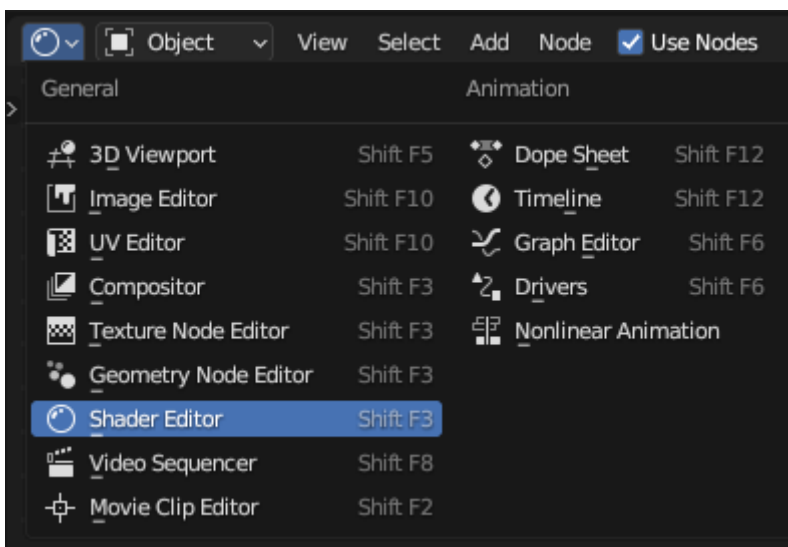 Object View Select Add Node Use Nodes
General
3D Viewport Shift F5
Image Editor Shift F10
UV Editor Shift F10
Compositor Shift F3
Texture Node Editor Shift F3
Geometry Node Editor Shift F3
Shader Editor Shift F3
Video Sequencer Shift F8
Movie Clip Editor Shift F2
Animation
Dope Sheet Shift F12
Timeline Shift F12
Graph Editor Shift F6
Drivers Shift F6
Nonlinear Animation